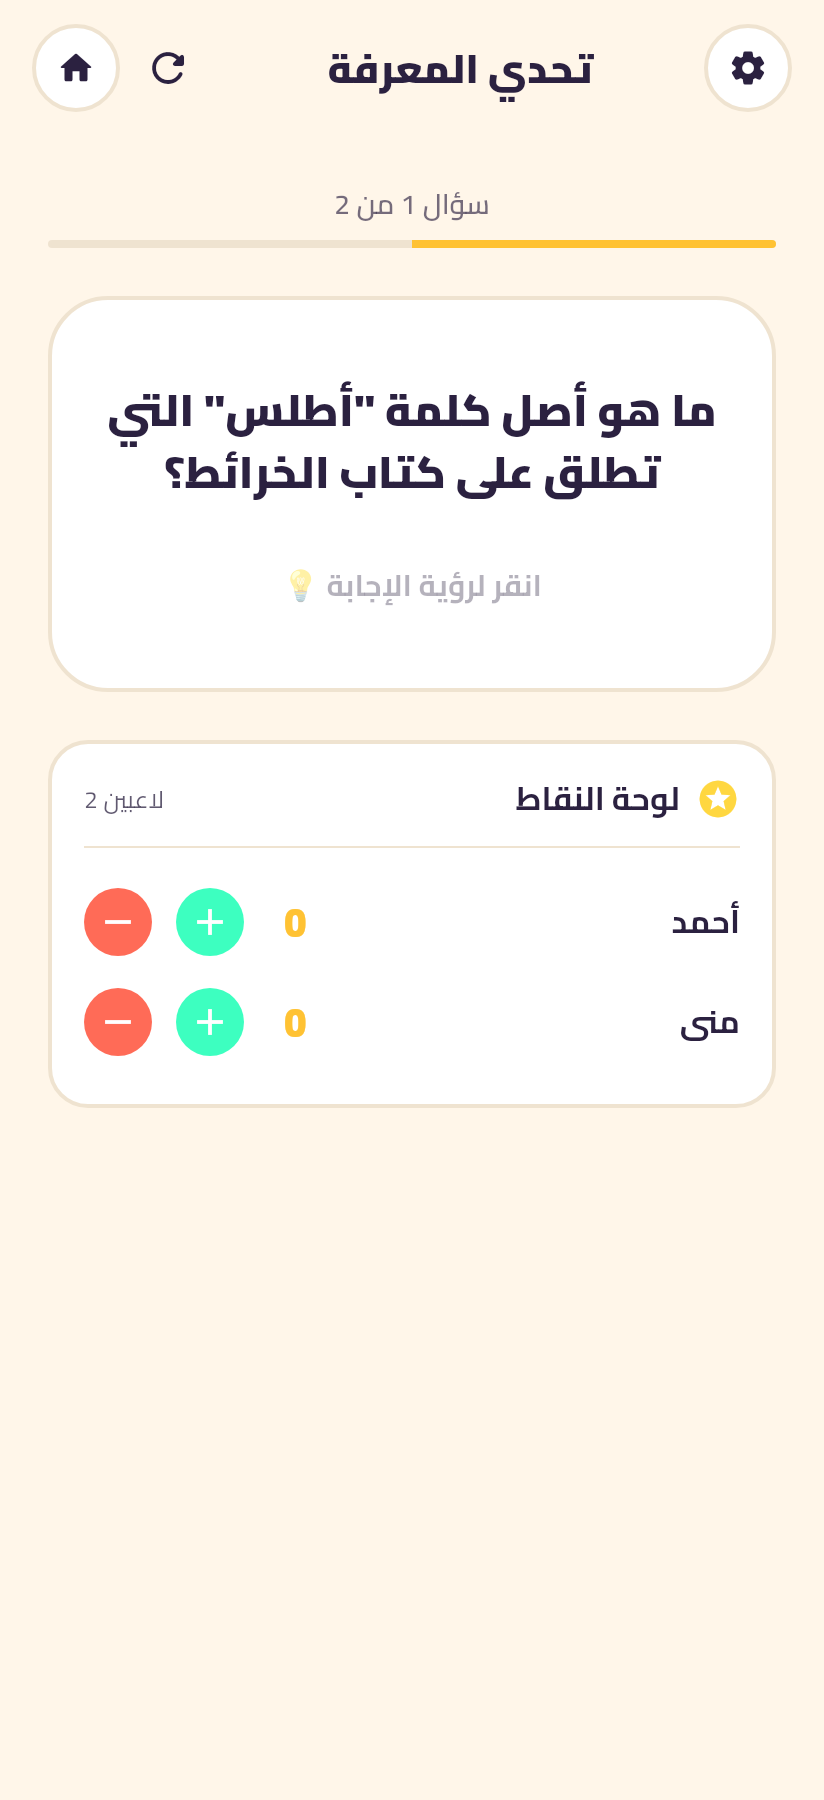 تحدي المعرفة
سؤال 1 من 2
ما هو أصل كلمة "أطلس" التي
تطلق على كتاب الخرائط؟
انقر لرؤية الإجابة 💡
لوحة النقاط
لاعبين 2
أحمد
0
منى
0